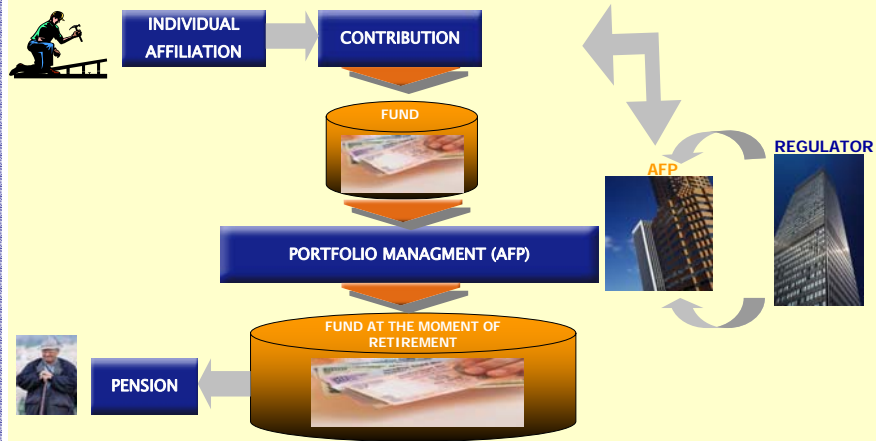 INDIVIDUAL
AFFILIATION
CONTRIBUTION
FUND
REGULATOR
AFP
PORTFOLIO MANAGMENT (AFP)
FUND AT THE MOMENT OF
RETIREMENT
PENSION